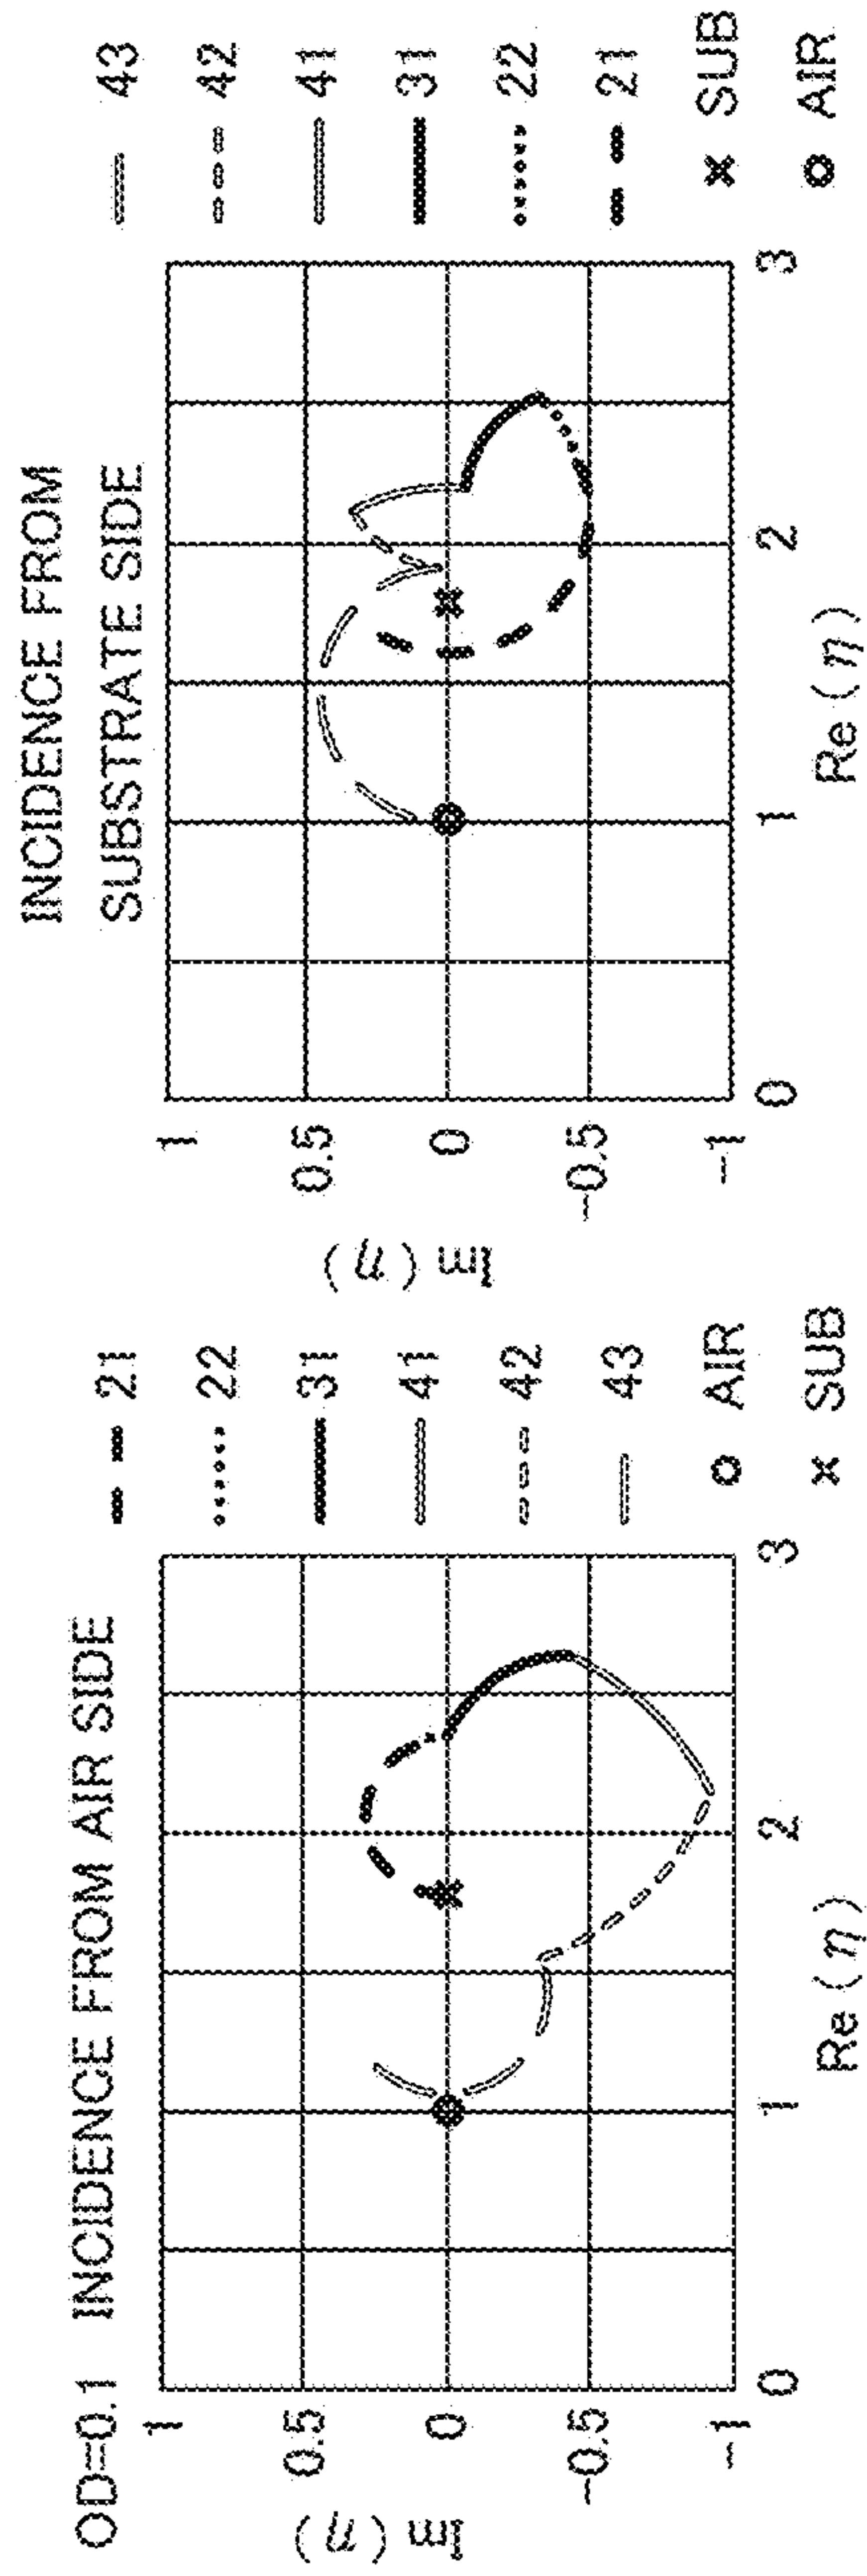 OD=0.1 INCIDENCE FROM AIR SIDE
1
0.5
0
-0.5
-1
Im(η)
0
1
2
3
Re(η)
21
22
31
41
42
43
AIR
SUB
INCIDENCE FROM
SUBSTRATE SIDE
1
0.5
0
-0.5
-1
Im(η)
0
1
2
3
Re(η)
43
42
41
31
22
21
SUB
AIR